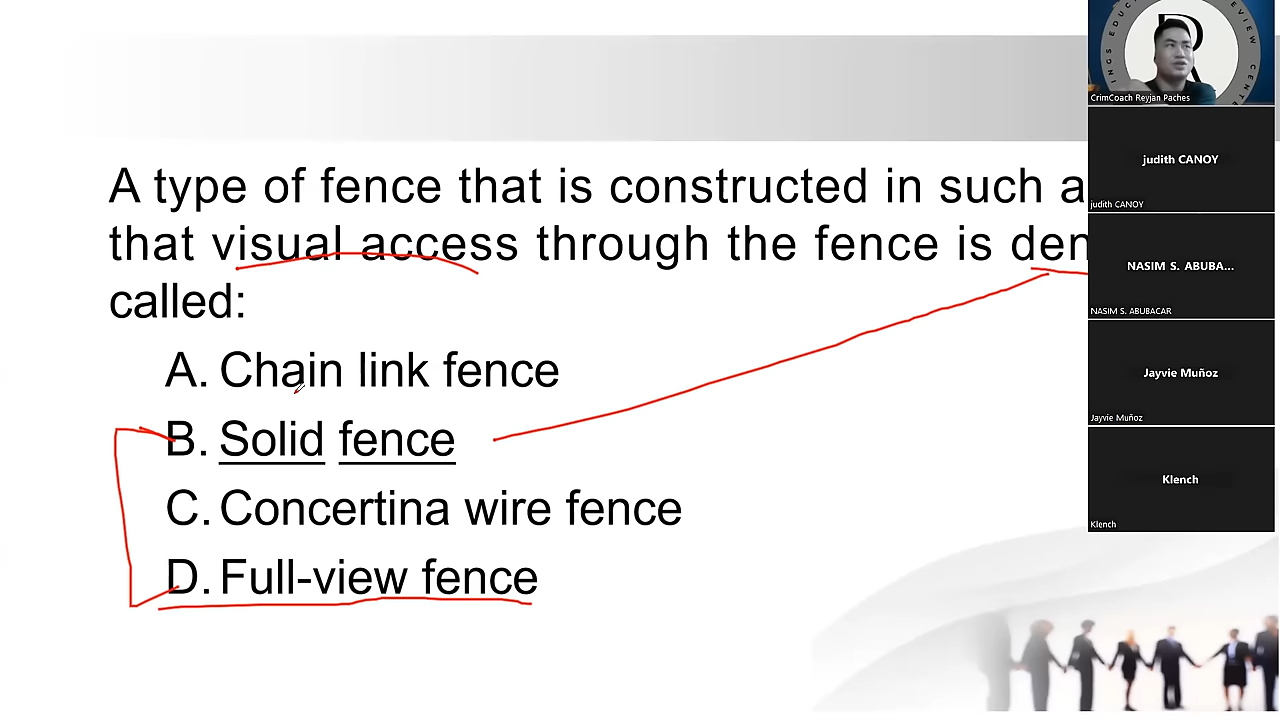 A type of fence that is constructed in such a
that visual access through the fence is
called:
A. Chain link fence
B. Solid fence
C. Concertina wire fence
D. Full-view fence
CrimCoach Reyjan Paches
judith CANOY
judith CANOY
NASIM S. ABUBA...
NASIM S. ABUBACAR
Jayvie Muñoz
Jayvie Muñoz
Klench
Klench